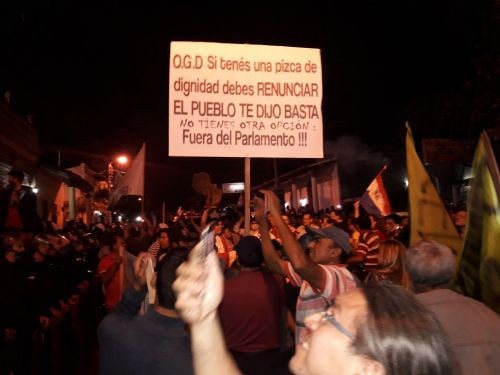 O.G.D Si tenés una pizca de
dignidad debes RENUNCIAR
EL PUEBLO TE DIJO BASTA
NO TIENES OTRA OPCIÓN :
Fuera del Parlamento !!!